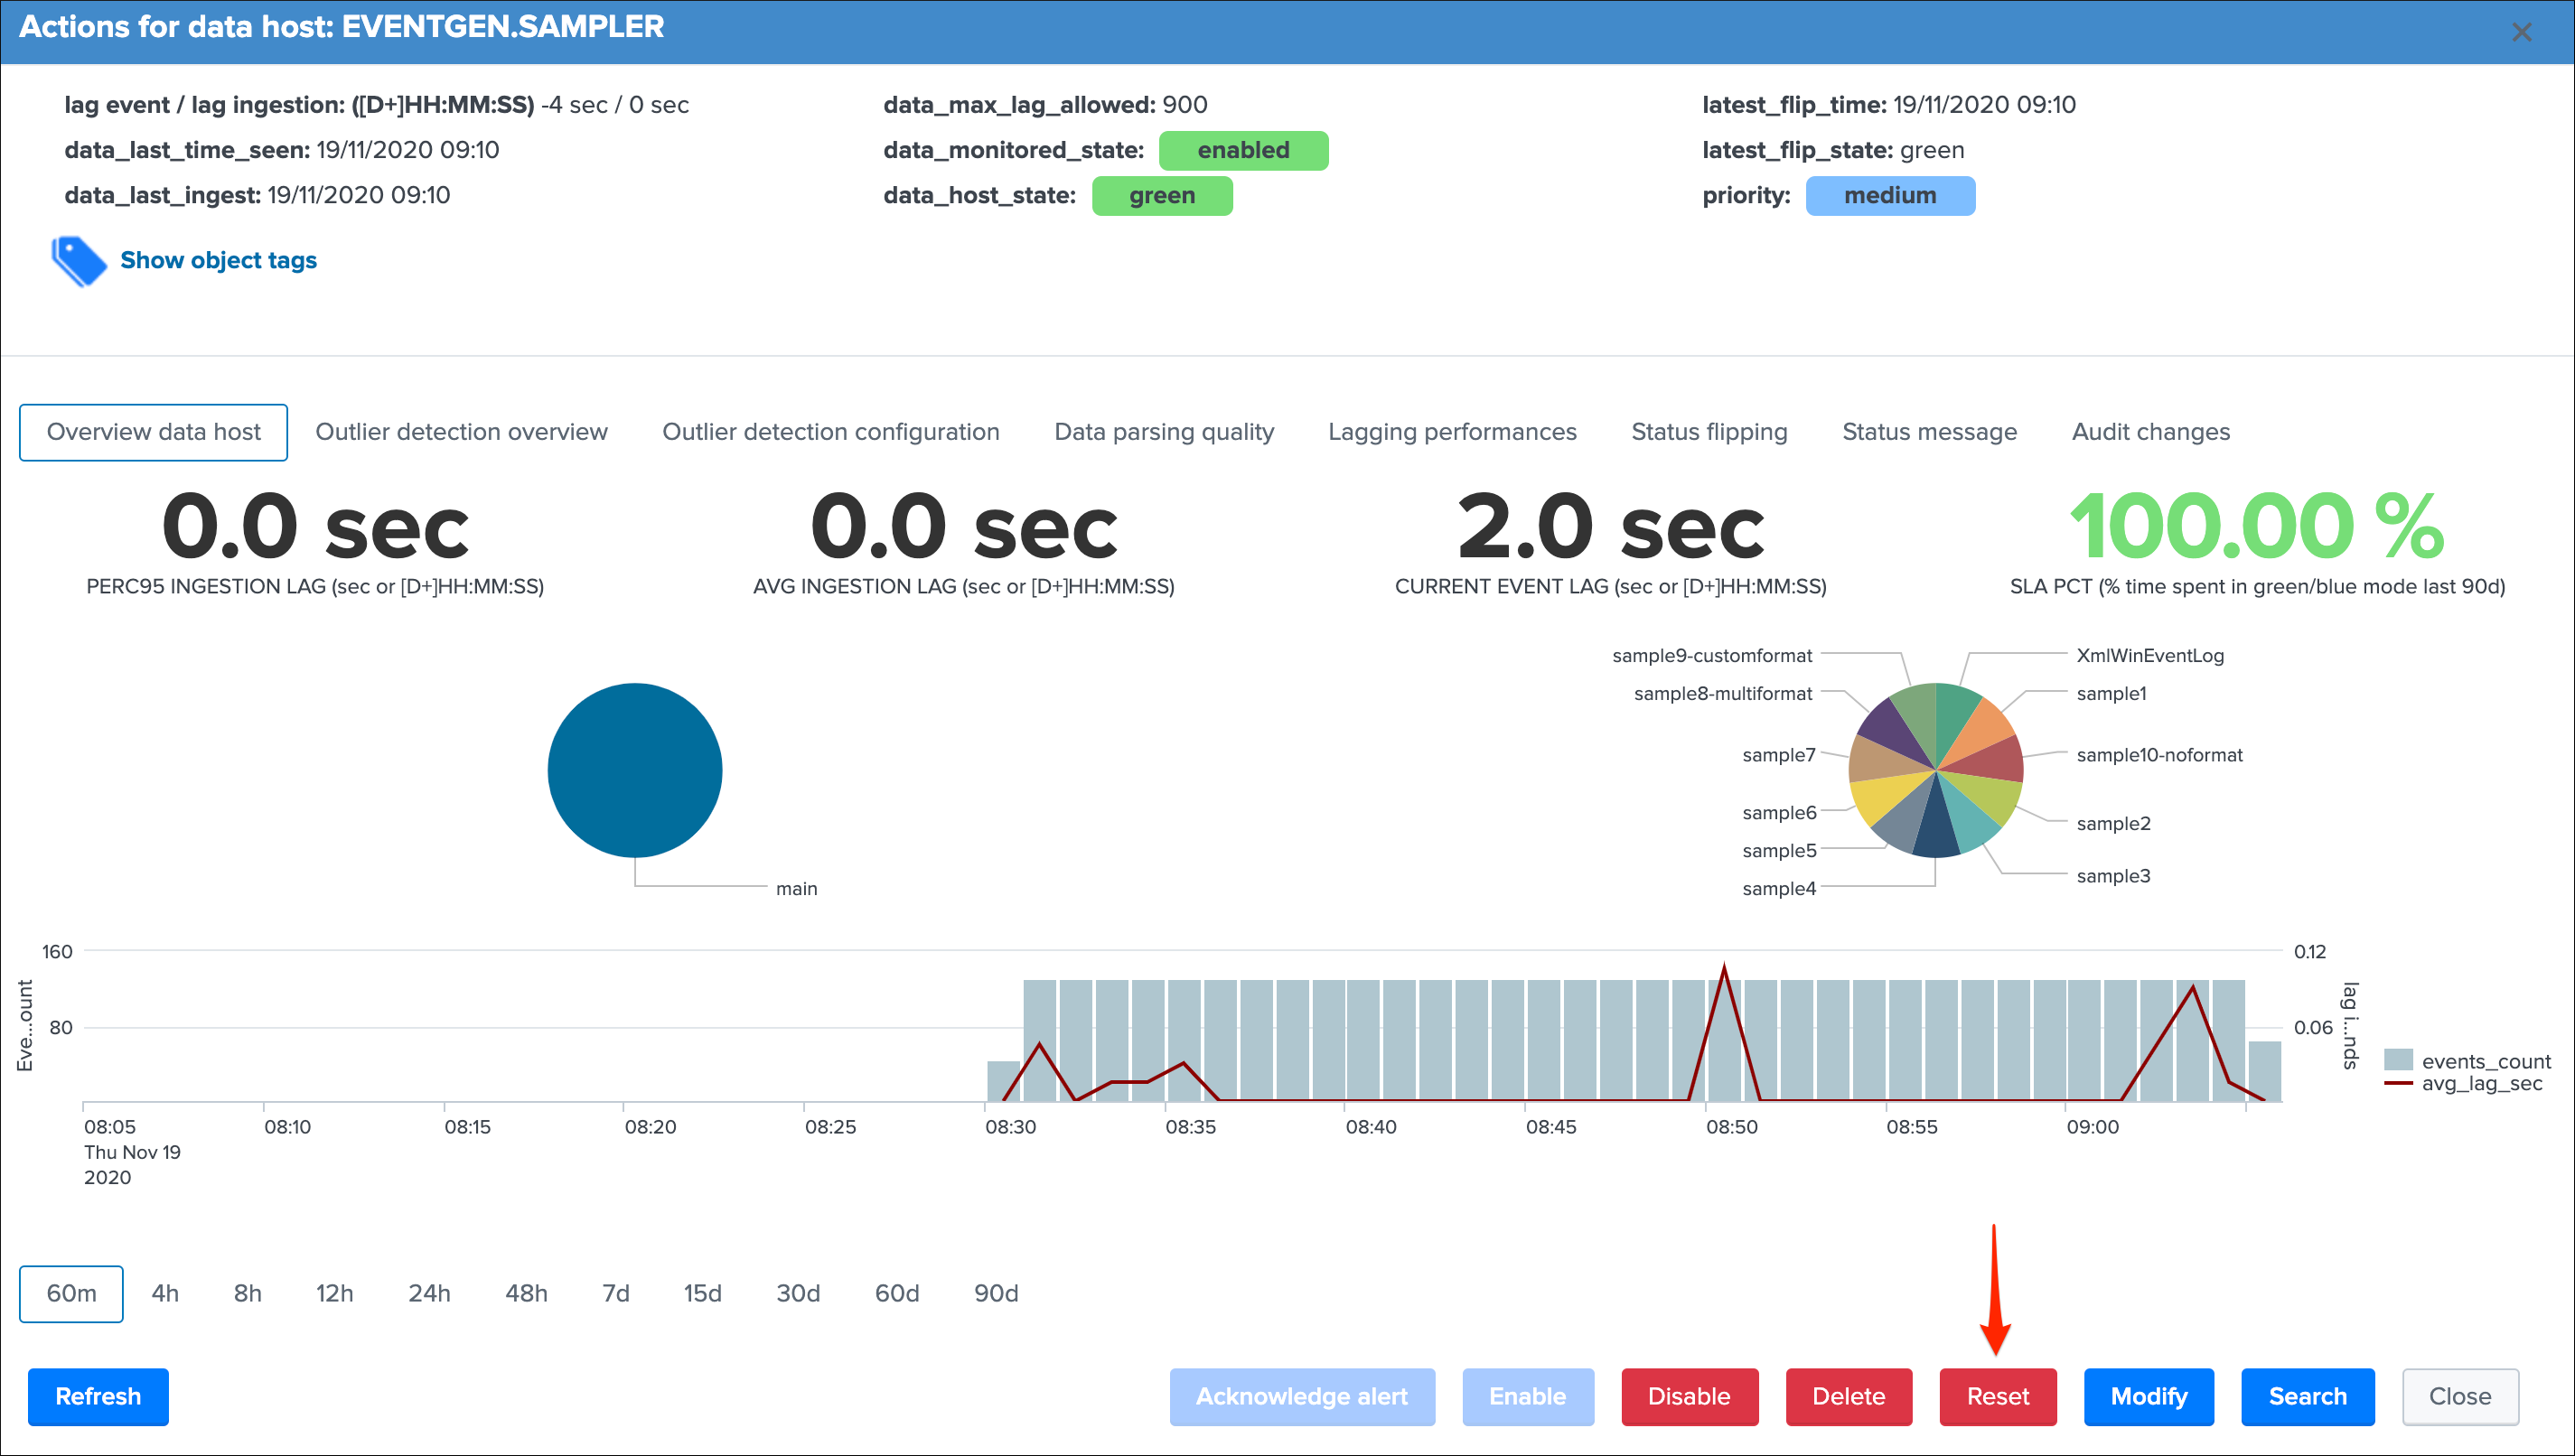 Actions for data host: EVENTGEN.SAMPLER
lag event / lag ingestion: ([D+]HH:MM:SS) -4 sec / 0 sec
data_last_time_seen: 19/11/2020 09:10
data_last_ingest: 19/11/2020 09:10
data_max_lag_allowed: 900
data_monitored_state: enabled
data_host_state: green
latest_flip_time: 19/11/2020 09:10
latest_flip_state: green
priority: medium
Show object tags
Overview data host
Outlier detection overview
Outlier detection configuration
Data parsing quality
Lagging performances
Status flipping
Status message
Audit changes
0.0 sec
PERC95 INGESTION LAG (sec or [D+]HH:MM:SS)
0.0 sec
AVG INGESTION LAG (sec or [D+]HH:MM:SS)
2.0 sec
CURRENT EVENT LAG (sec or [D+]HH:MM:SS)
100.00 %
SLA PCT (% time spent in green/blue mode last 90d)
main
sample9-customformat
sample8-multiformat
sample7
sample6
sample5
sample4
XmlWinEventLog
sample1
sample10-noformat
sample2
sample3
160
80
Eve...ount
0.12
0.06
lag i...nds
events_count
avg_lag_sec
08:05
Thu Nov 19
2020
08:10
08:15
08:20
08:25
08:30
08:35
08:40
08:45
08:50
08:55
09:00
60m
4h
8h
12h
24h
48h
7d
15d
30d
60d
90d
Refresh
Acknowledge alert
Enable
Disable
Delete
Reset
Modify
Search
Close